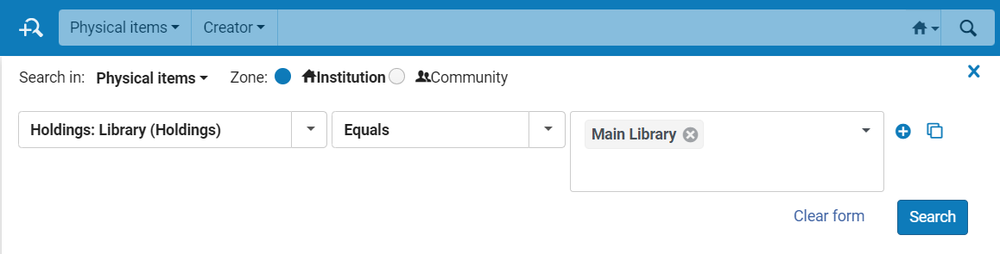 Physical items Creator
Search in: Physical items Zone: Institution Community
Holdings: Library (Holdings) Equals Main Library
Clear form Search